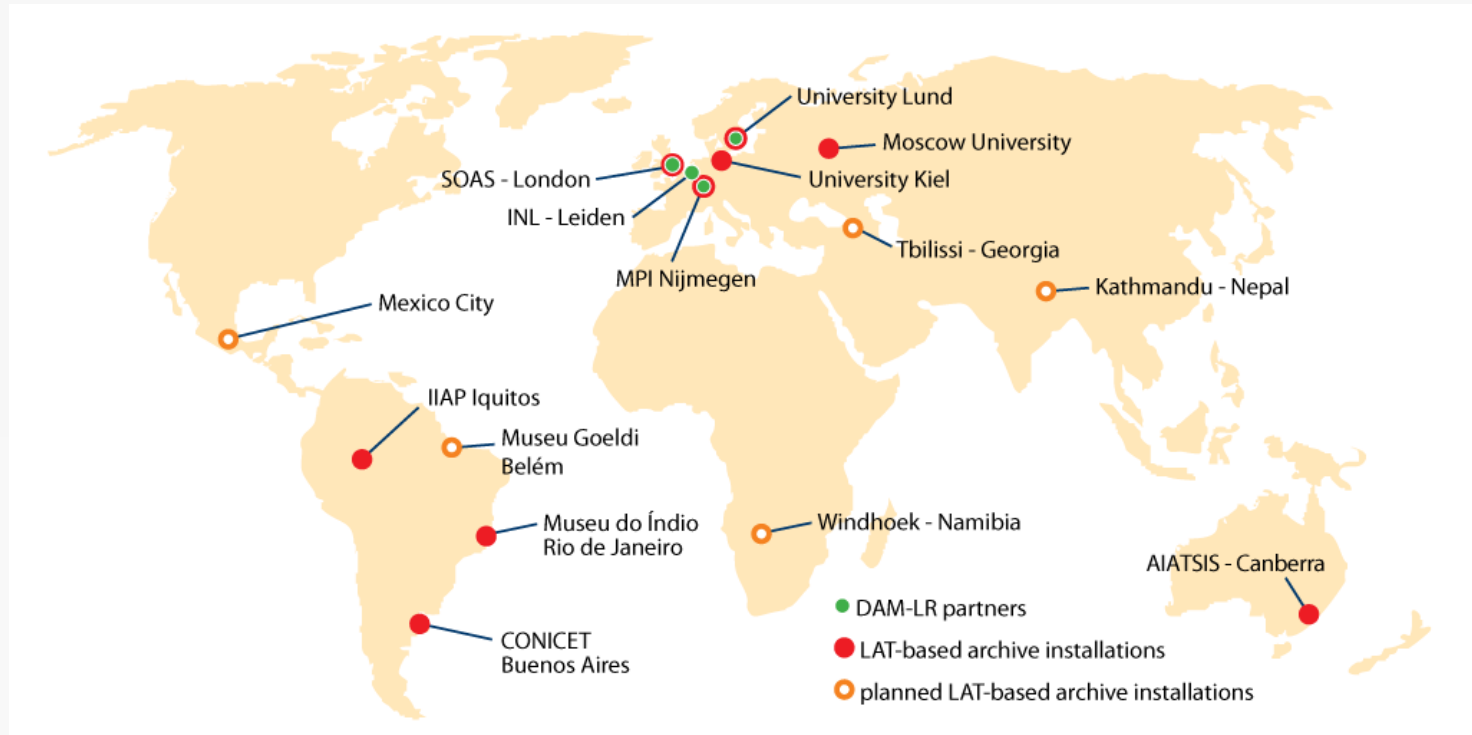 University Lund
Moscow University
SOAS - London
University Kiel
INL - Leiden
Tbilissi - Georgia
MPI Nijmegen
Kathmandu - Nepal
Mexico City
IIAP Iquitos
Museu Goeldi
Belém
Museu do Índio
Rio de Janeiro
Windhoek - Namibia
AIATSIS - Canberra
CONICET
Buenos Aires
DAM-LR partners
LAT-based archive installations
planned LAT-based archive installations